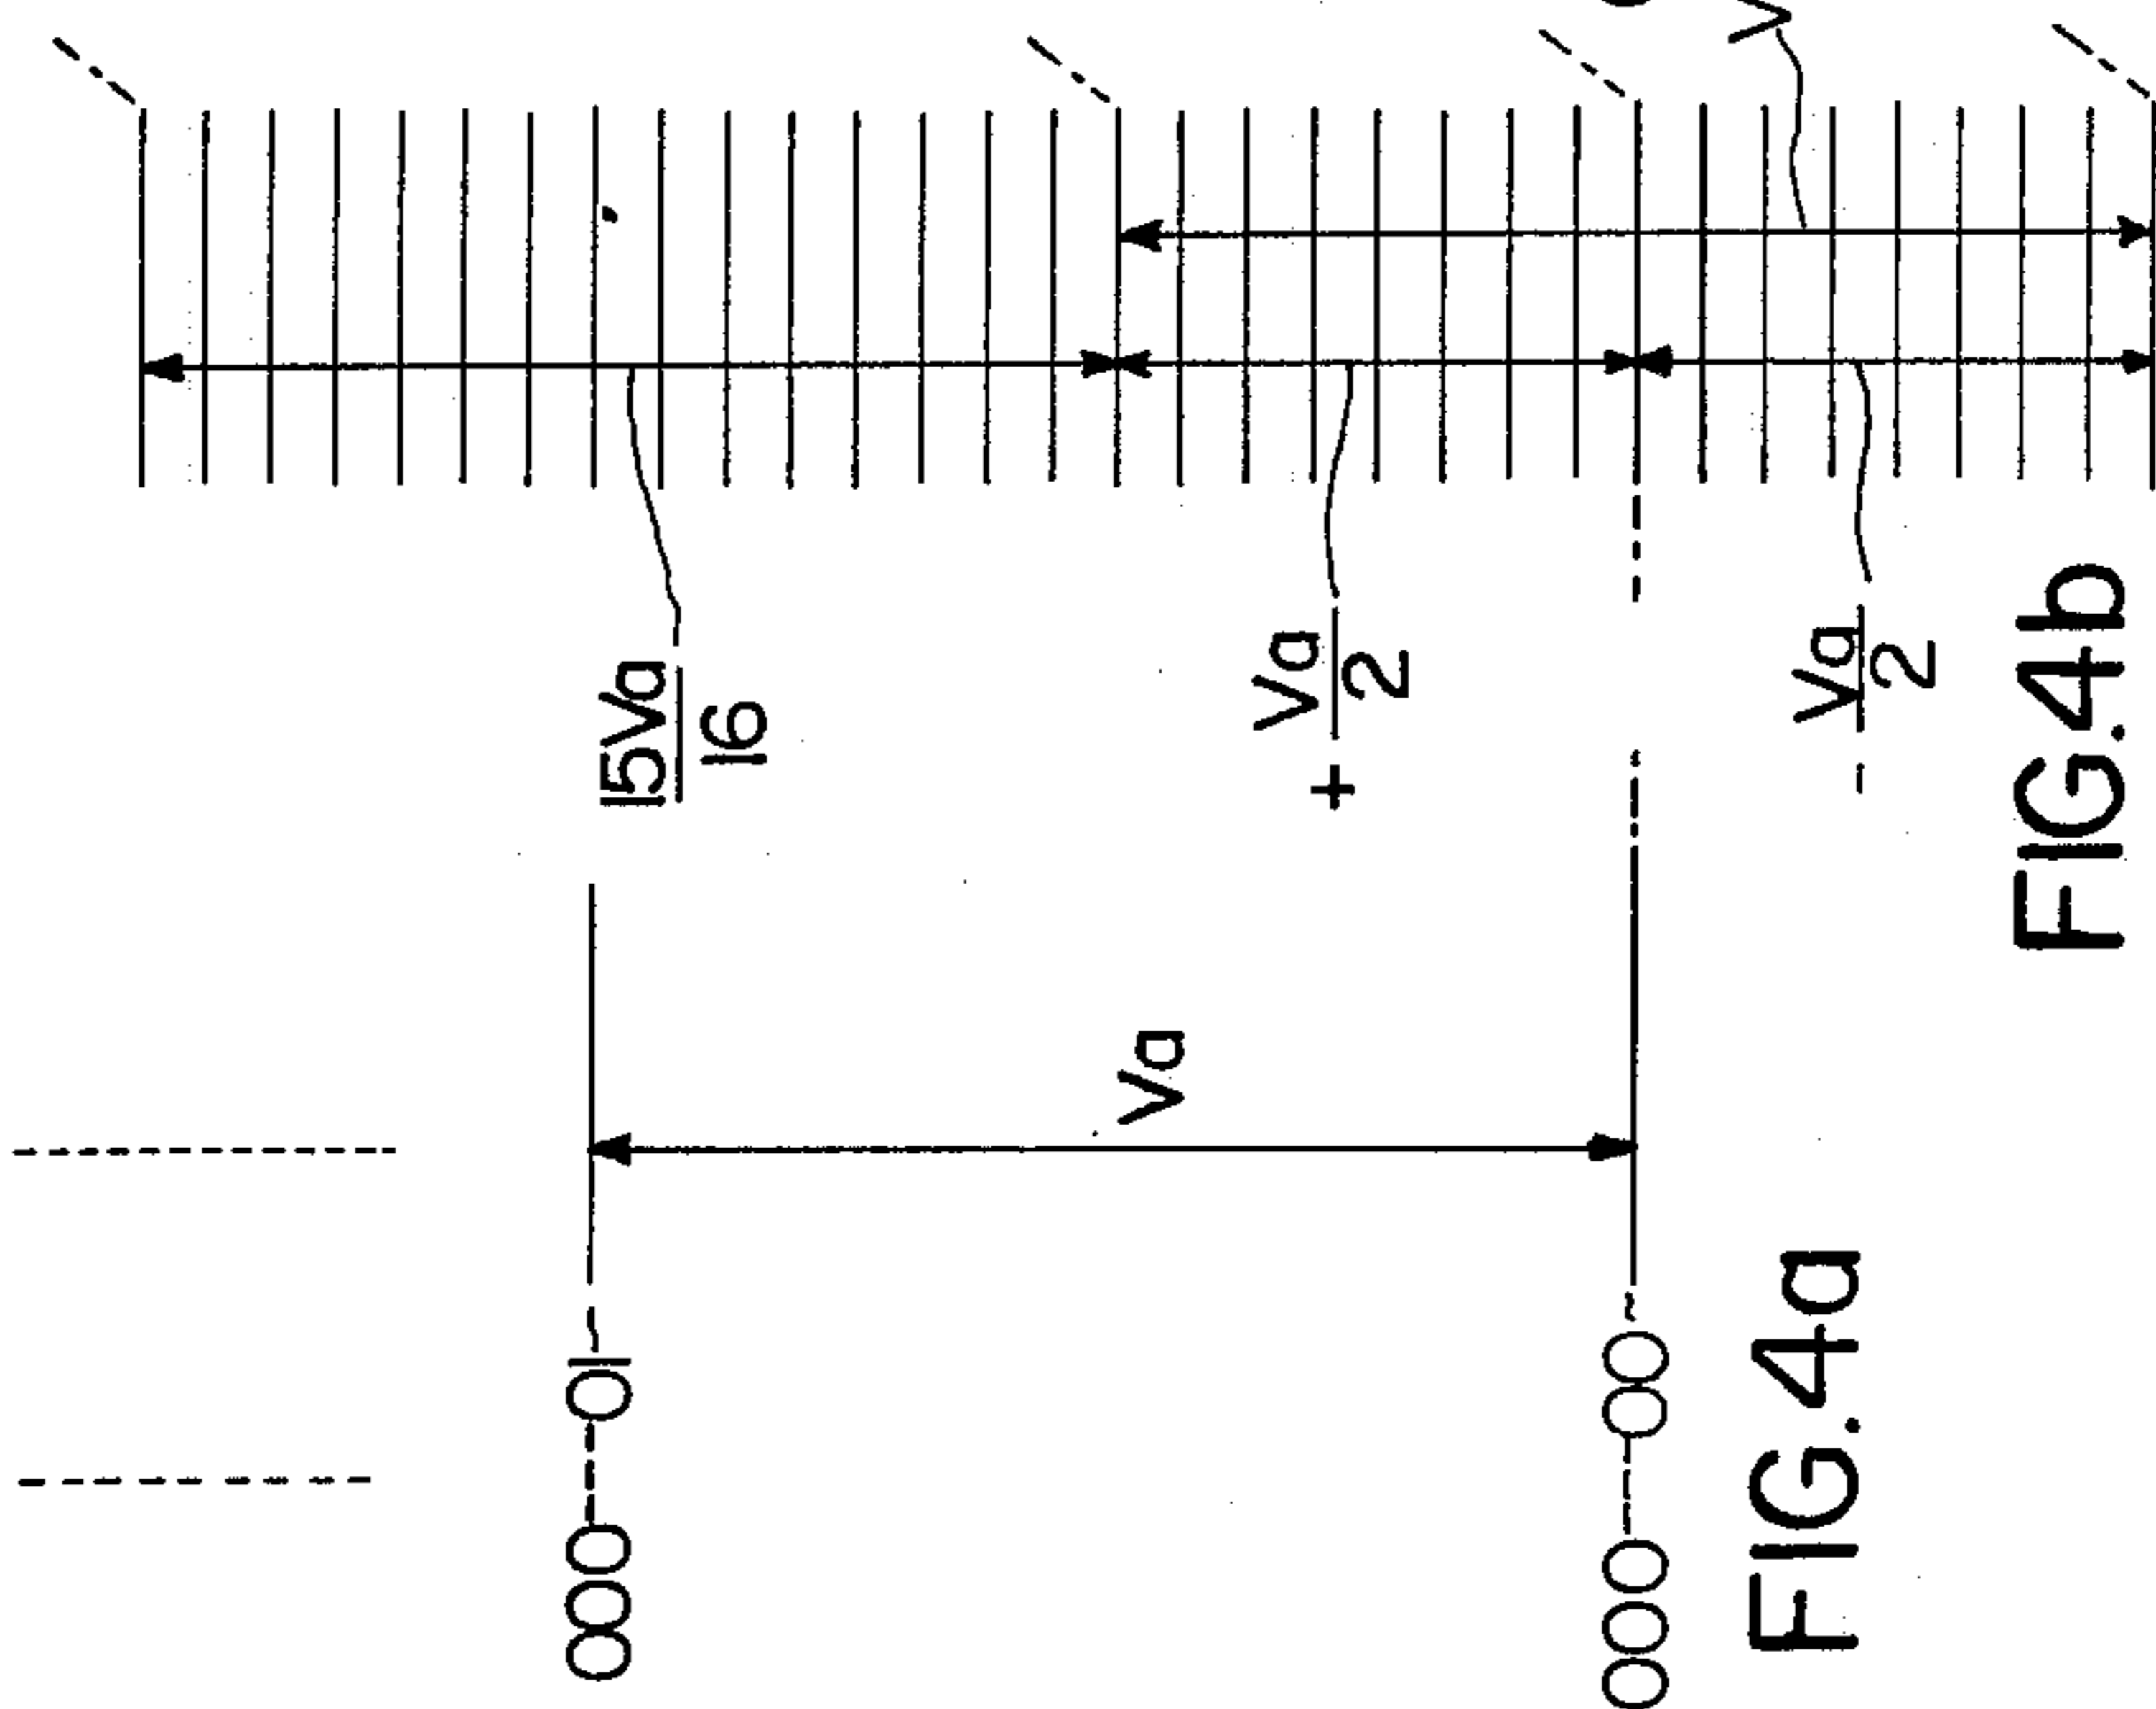 000----01
Va
000----00
FIG.4a
15Va
16
+ Va
2
- Va
2
V
FIG.4b